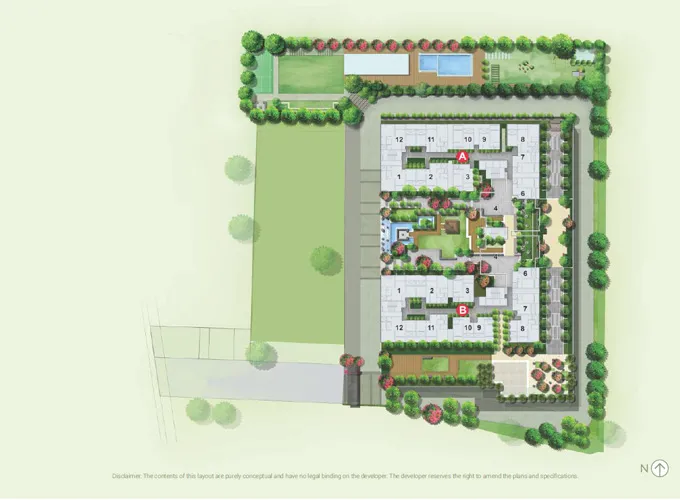 12 11 10 9 8
A
7
1 2 3
6
4
4
6
1 2 3
7
B
12 11 10 9 8
N
Disclaimer. The contents of this layout are purely conceptual and have no legal binding on the developer. The developer reserves the right to amend the plans and specifications.